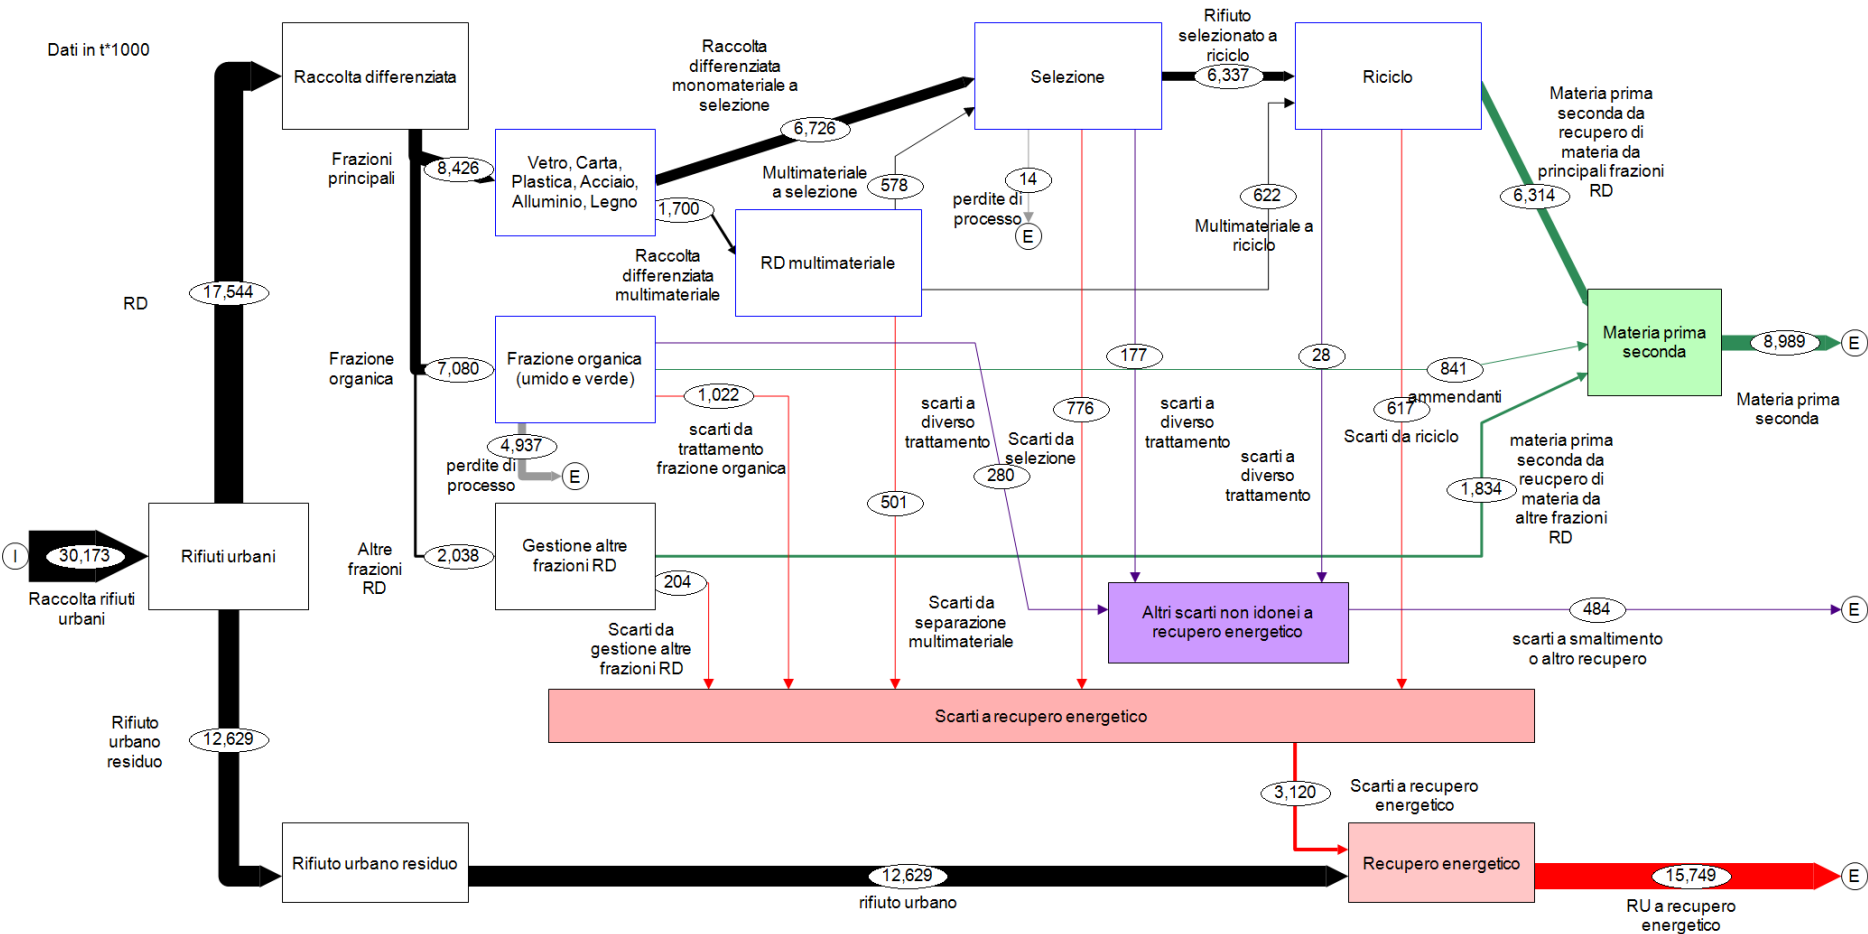 Dati in t*1000
Raccolta differenziata
Raccolta
differenziata
monomateriale a
selezione
6,726
Selezione
Rifiuto
selezionato a
riciclo
6,337
Riciclo
Materia prima
seconda da
recupero di
materia da
principali frazioni
RD
6,314
Frazioni
principali
8,426
Vetro, Carta,
Plastica, Acciaio,
Alluminio, Legno
1,700
Multimateriale
a selezione
578
perdite di
processo
14
E
622
Multimateriale a
riciclo
Raccolta
differenziata
multimateriale
RD multimateriale
RD
17,544
Frazione
organica
7,080
Frazione organica
(umido e verde)
1,022
scarti da
trattamento
frazione organica
4,937
perdite di
processo
E
scarti a
diverso
trattamento
280
Scarti da
selezione
776
177
scarti a
diverso
trattamento
28
scarti a
diverso
trattamento
617
Scarti da riciclo
841
ammendanti
Materia prima
seconda
8,989
E
Materia prima
seconda
materia prima
seconda da
reucpero di
materia da
altre frazioni
RD
1,834
501
I
30,173
Raccolta rifiuti
urbani
Rifiuti urbani
Altre
frazioni
RD
2,038
Gestione altre
frazioni RD
204
Scarti da
gestione altre
frazioni RD
Scarti da
separazione
multimateriale
Altri scarti non idonei a
recupero energetico
484
E
scarti a smaltimento
o altro recupero
Scarti a recupero energetico
Rifiuto
urbano
residuo
12,629
3,120
Scarti a recupero
energetico
Rifiuto urbano residuo
12,629
rifiuto urbano
Recupero energetico
15,749
E
RU a recupero
energetico